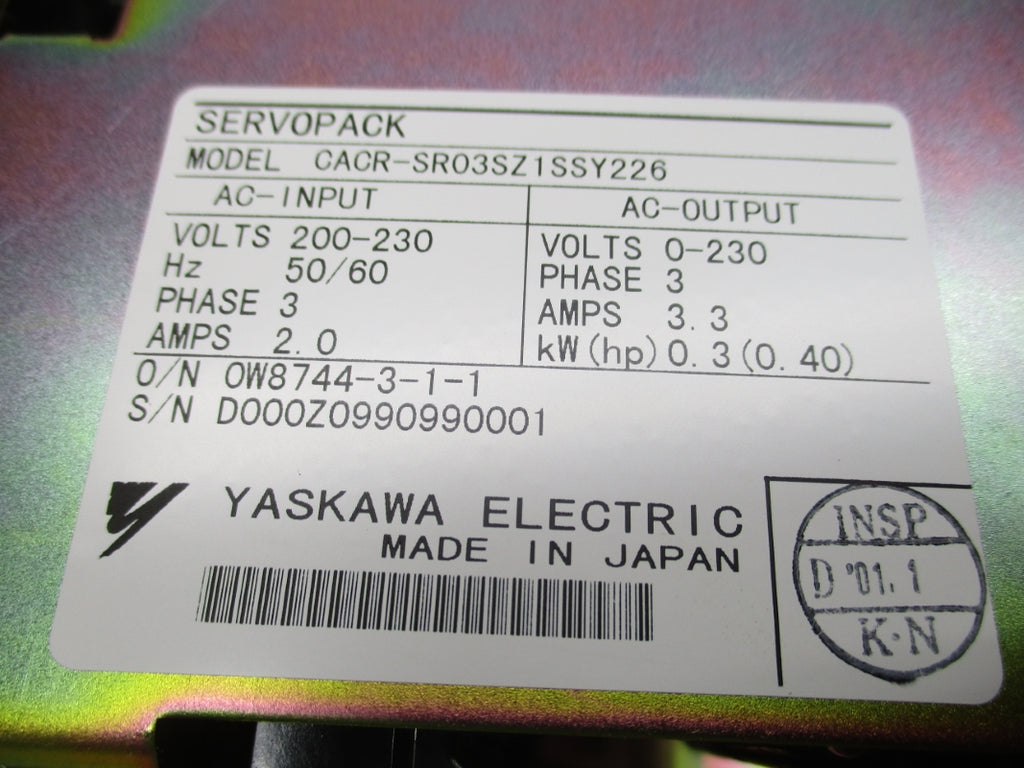 SERVOPACK
MODEL CACR-SR03SZ1SSY226
AC-INPUT
VOLTS 200-230
Hz 50/60
PHASE 3
AMPS 2.0
AC-OUTPUT
VOLTS 0-230
PHASE 3
AMPS 3.3
kW(hp) 0.3(0.40)
O/N OW8744-3-1-1
S/N D000Z0990990001
YASKAWA ELECTRIC
MADE IN JAPAN
INSP
D '01.1
K·N